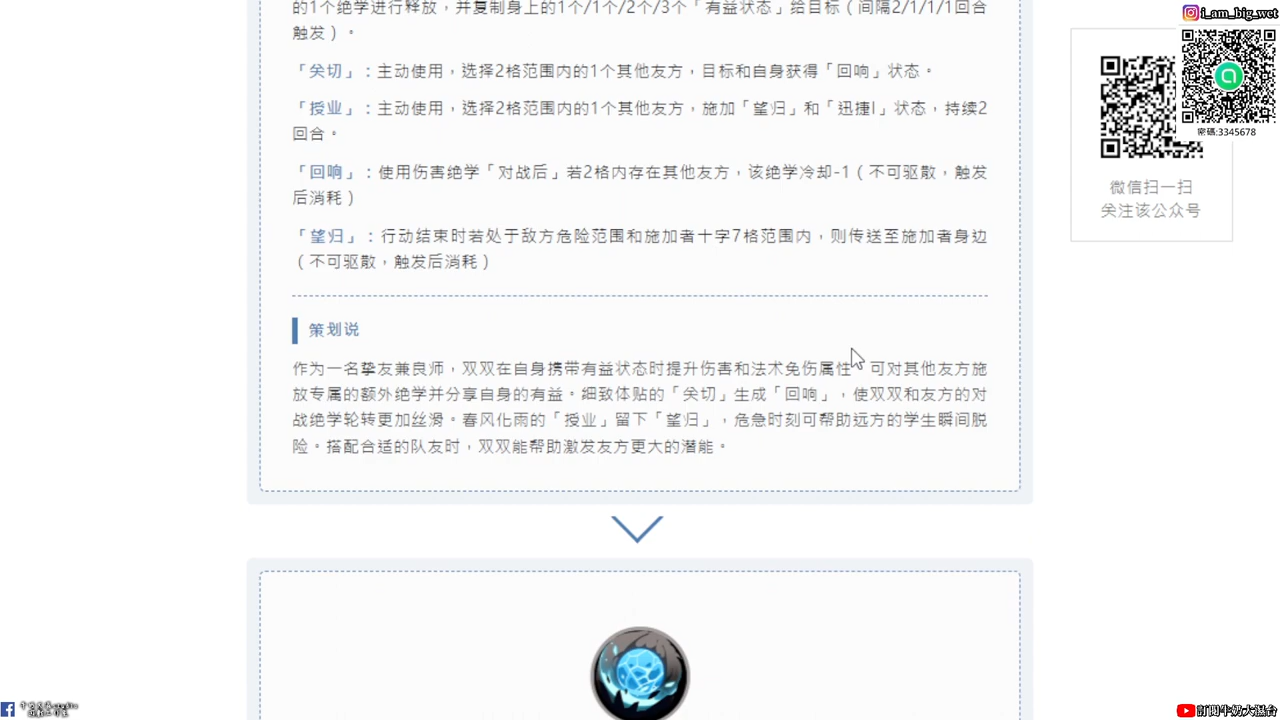 的1个绝学进行释放，并复制身上的1个/1个/2个/3个「有益状态」给目标（间隔2/1/1/1回合
触发）。
「关切」：主动使用，选择2格范围内的1个其他友方，目标和自身获得「回响」状态。
「授业」：主动使用，选择2格范围内的1个其他友方，施加「望归」和「迅捷Ⅰ」状态，持续2
回合。
「回响」：使用伤害绝学「对战后」若2格内存在其他友方，该绝学冷却-1（不可驱散，触发
后消耗）
「望归」：行动结束时若处于敌方危险范围和施加者十字7格范围内，则传送至施加者身边
（不可驱散，触发后消耗）
策划说
作为一名挚友兼良师，双双在自身携带有益状态时提升伤害和法术免伤属性，可对其他友方施
放专属的额外绝学并分享自身的有益。细致体贴的「关切」生成「回响」，使双双和友方的对
战绝学轮转更加丝滑。春风化雨的「授业」留下「望归」，危急时刻可帮助远方的学生瞬间脱
险。搭配合适的队友时，双双能帮助激发友方更大的潜能。
i_am_big_wet
密碼:3345678
微信扫一扫
关注该公众号